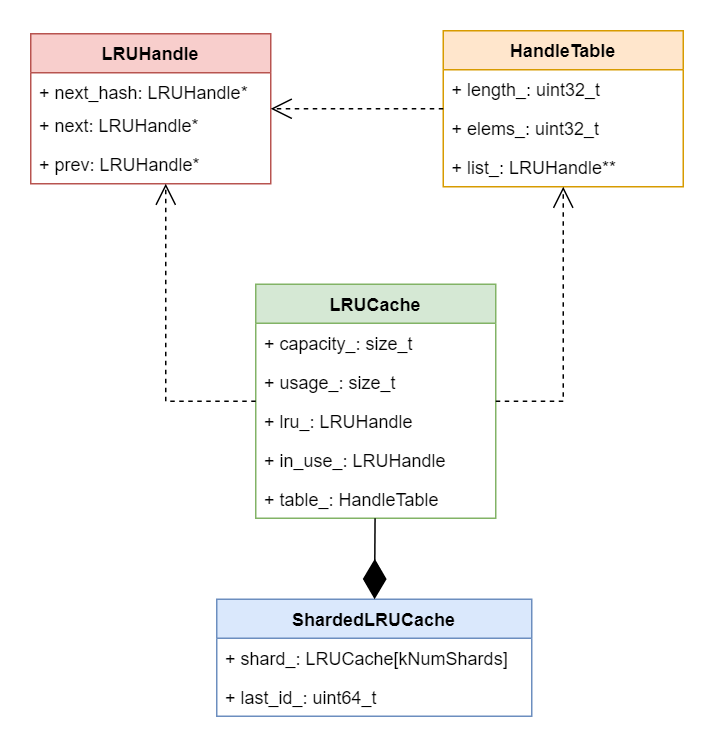 LRUHandle
+ next_hash: LRUHandle*
+ next: LRUHandle*
+ prev: LRUHandle*
HandleTable
+ length_: uint32_t
+ elems_: uint32_t
+ list_: LRUHandle**
LRUCache
+ capacity_: size_t
+ usage_: size_t
+ lru_: LRUHandle
+ in_use_: LRUHandle
+ table_: HandleTable
ShardedLRUCache
+ shard_: LRUCache[kNumShards]
+ last_id_: uint64_t